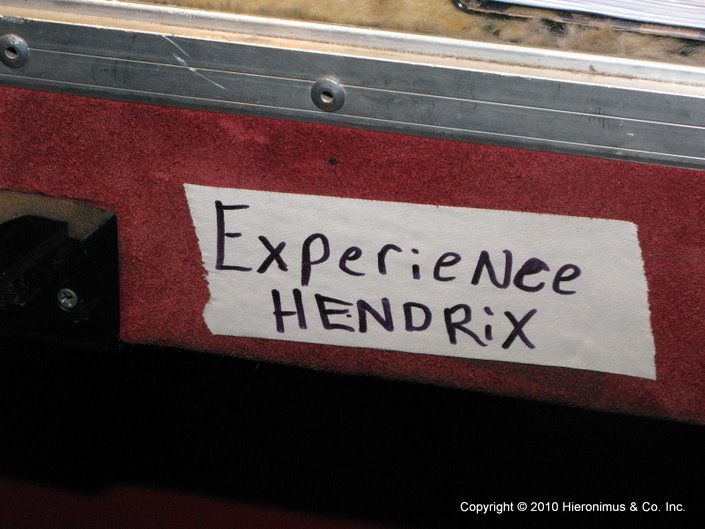 ExperieNce
HENDRiX
Copyright © 2010 Hieronimus & Co. Inc.